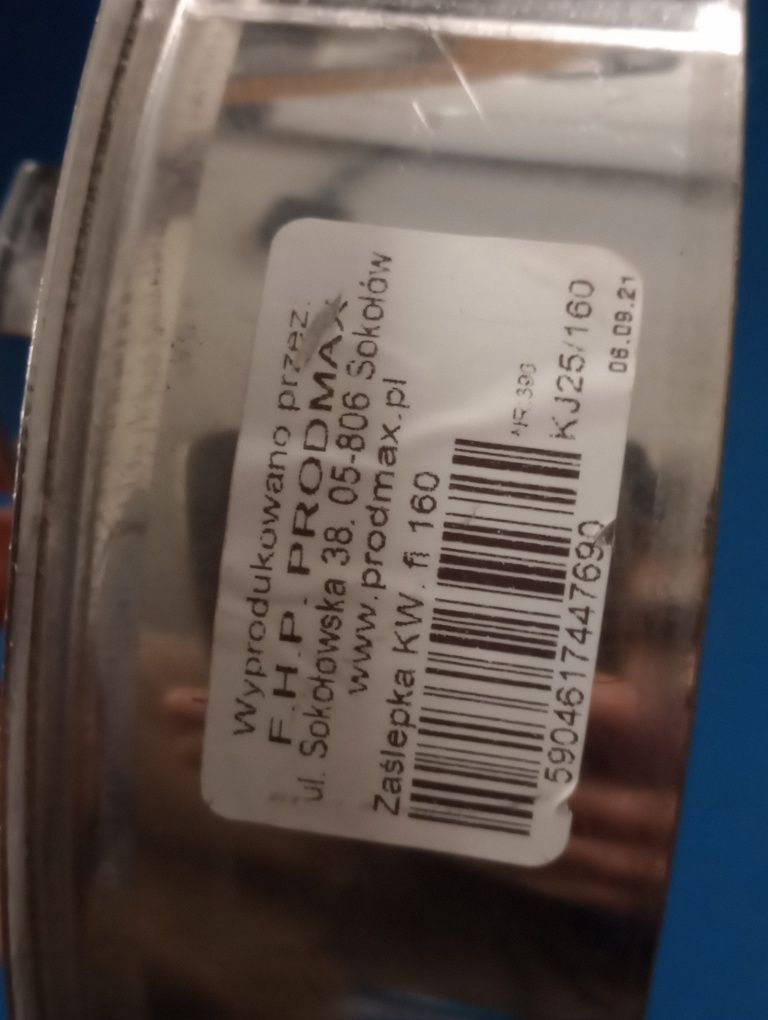 Wyprodukowano przez:
F.H.P. PRODMAX
ul. Sokołowska 38. 05-806 Sokołów
www.prodmax.pl
Zaślepka KW. fi 160
5904617447690
KJ25/160
06.09.21